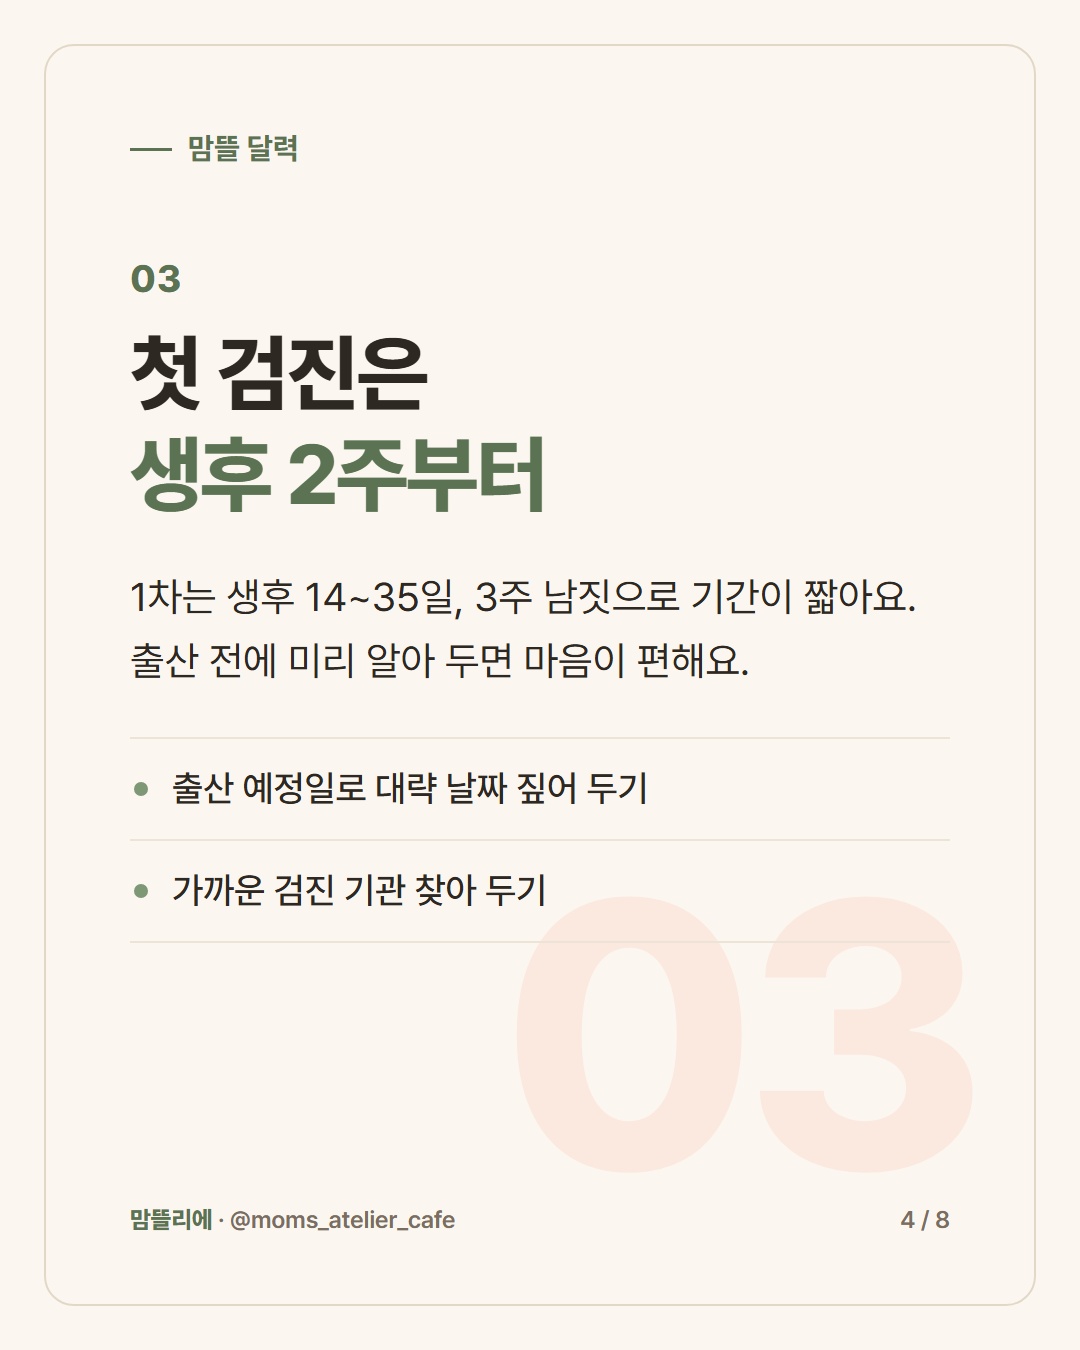 맘뜰 달력
03
첫 검진은
생후 2주부터
1차는 생후 14~35일, 3주 남짓으로 기간이 짧아요.
출산 전에 미리 알아 두면 마음이 편해요.
출산 예정일로 대략 날짜 짚어 두기
가까운 검진 기관 찾아 두기
03
맘뜰리에 · @moms_atelier_cafe
4 / 8